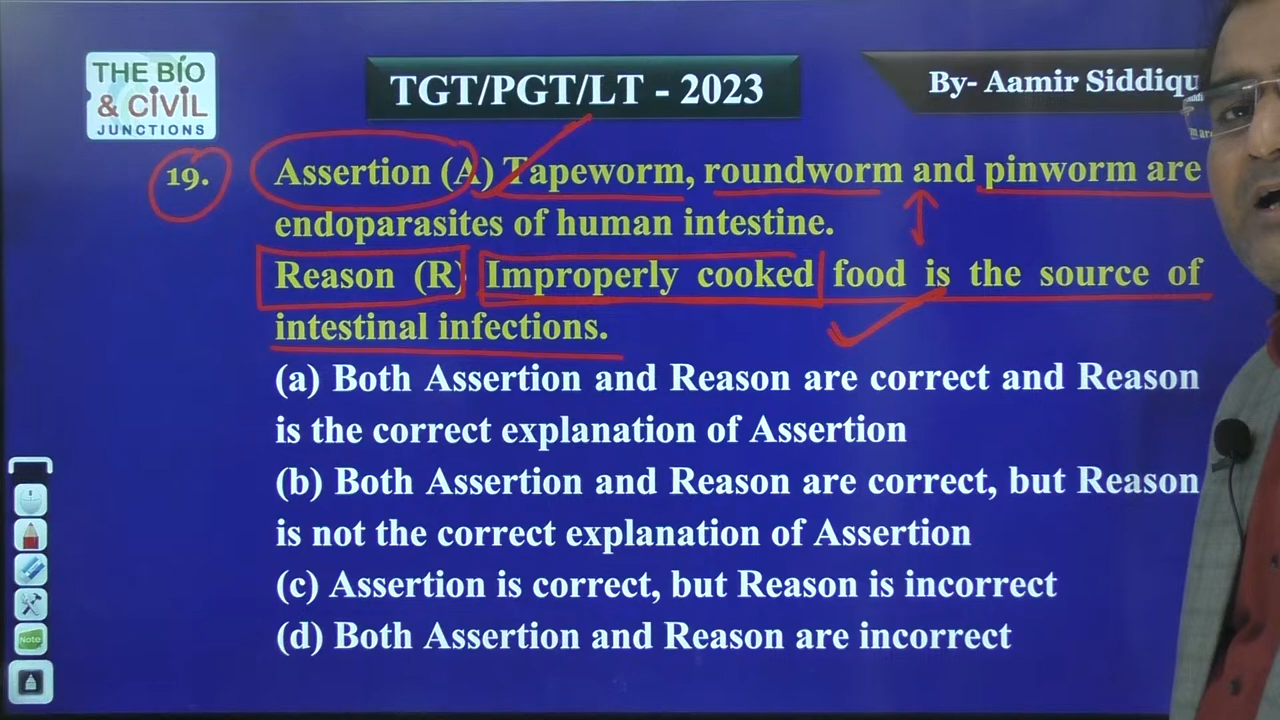 THE BIO
& CIVIL
JUNCTIONS
TGT/PGT/LT - 2023
By- Aamir Siddiqu
19.
Assertion (A) Tapeworm, roundworm and pinworm are
endoparasites of human intestine.
Reason (R) Improperly cooked food is the source of
intestinal infections.
(a) Both Assertion and Reason are correct and Reason
is the correct explanation of Assertion
(b) Both Assertion and Reason are correct, but Reason
is not the correct explanation of Assertion
(c) Assertion is correct, but Reason is incorrect
(d) Both Assertion and Reason are incorrect
Note